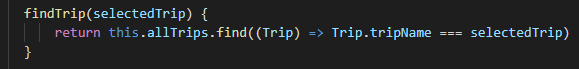 findTrip(selectedTrip) {
return this.allTrips.find((Trip) => Trip.tripName === selectedTrip)
}